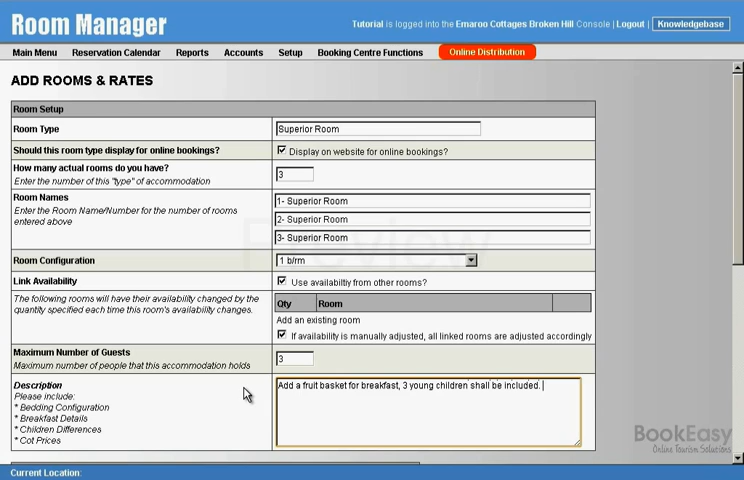 Room Manager
Tutorial is logged into the Emaroo Cottages Broken Hill Console | Logout | Knowledgebase
Main Menu Reservation Calendar Reports Accounts Setup Booking Centre Functions Online Distribution
ADD ROOMS & RATES
Room Setup
Room Type Superior Room
Should this room type display for online bookings? Display on website for online bookings?
How many actual rooms do you have? 3
Enter the number of this "type" of accommodation
Room Names 1- Superior Room
Enter the Room Name/Number for the number of rooms 2- Superior Room
entered above
3- Superior Room
Preview
Room Configuration 1 b/rm
Link Availability Use availabiltiy from other rooms?
The following rooms will have their availability changed by the Qty Room
quantity specified each time this room's availability changes.
Add an existing room
If availability is manually adjusted, all linked rooms are adjusted accordingly
Maximum Number of Guests 3
Maximum number of people that this accommodation holds
Description Add a fruit basket for breakfast, 3 young children shall be included.
Please include:
* Bedding Configuration
* Breakfast Details
* Children Differences
* Cot Prices
BookEasy
Online Tourism Solutions
Current Location: